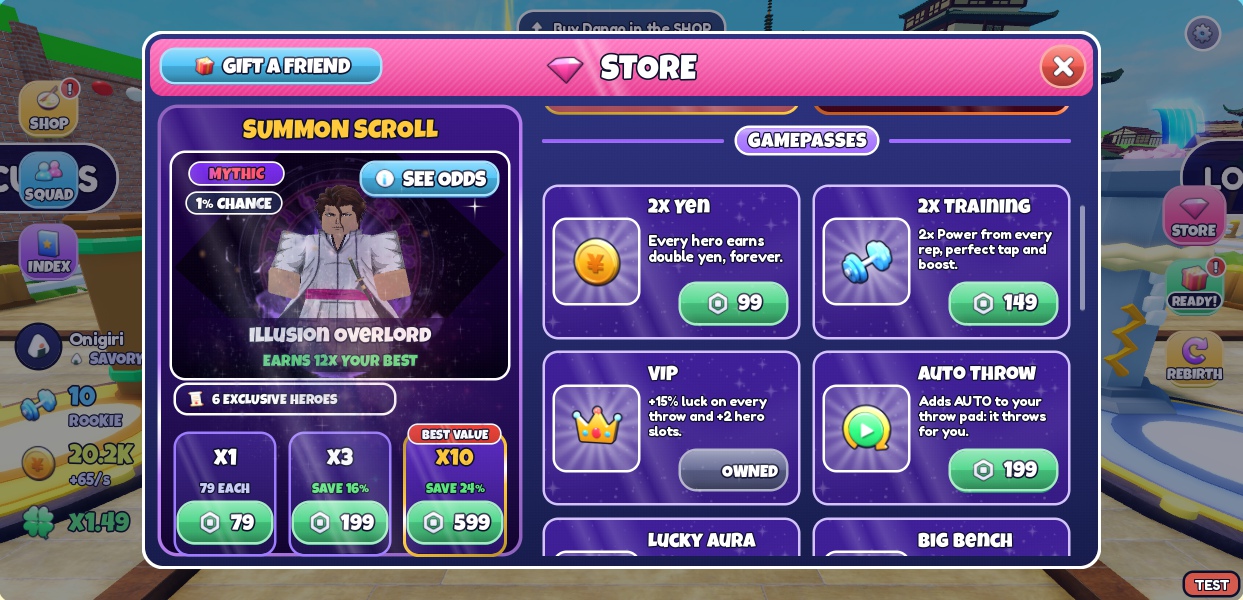 Buy Dango in the SHOP
GIFT A FRIEND
STORE
SUMMON SCROLL
MYTHIC
1% CHANCE
SEE ODDS
ILLUSION OVERLORD
EARNS 12X YOUR BEST
6 EXCLUSIVE HEROES
X1
79 EACH
79
X3
SAVE 16%
199
BEST VALUE
X10
SAVE 24%
599
GAMEPASSES
2X Yen
Every hero earns
double yen, forever.
99
2X TRAINING
2x Power from every
rep, perfect tap and
boost.
149
VIP
+15% luck on every
throw and +2 hero
slots.
OWNED
AUTO THROW
Adds AUTO to your
throw pad: it throws
for you.
199
LUCKY AURA
BIG BENCH
SHOP
!
SQUAD
INDEX
Onigiri
SAVORY
10
ROOKIE
20.2K
+65/s
X1.49
LO
STORE
!
READY!
REBIRTH
TEST